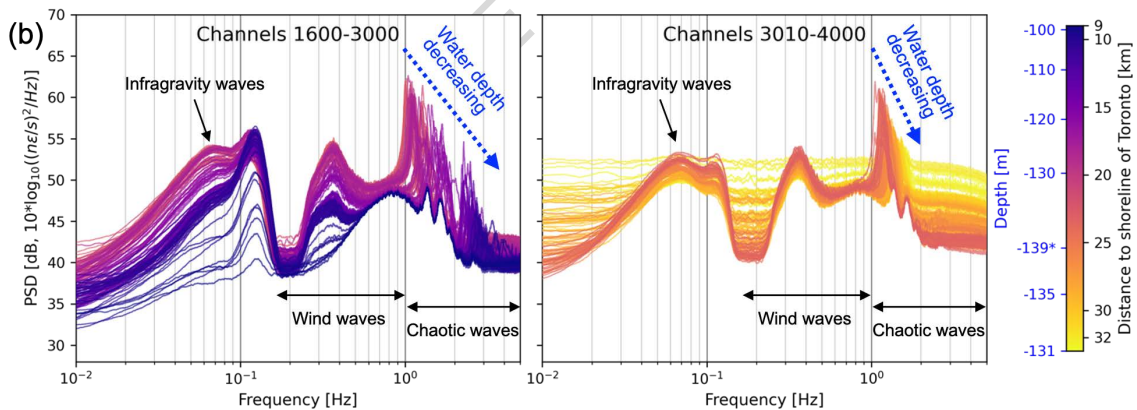 (b)
Channels 1600-3000
Infragravity waves
Water depth
decreasing
Wind waves
Chaotic waves
PSD [dB, 10*log₁₀((nε/s)²/Hz)]
70
65
60
55
50
45
40
35
30
10⁻²
10⁻¹
10⁰
Frequency [Hz]
Channels 3010-4000
Infragravity waves
Water depth
decreasing
Wind waves
Chaotic waves
10⁻²
10⁻¹
10⁰
Frequency [Hz]
Depth [m]
-100
-110
-120
-130
-139*
-135
-131
9
10
15
20
25
30
32
Distance to shoreline of Toronto [km]